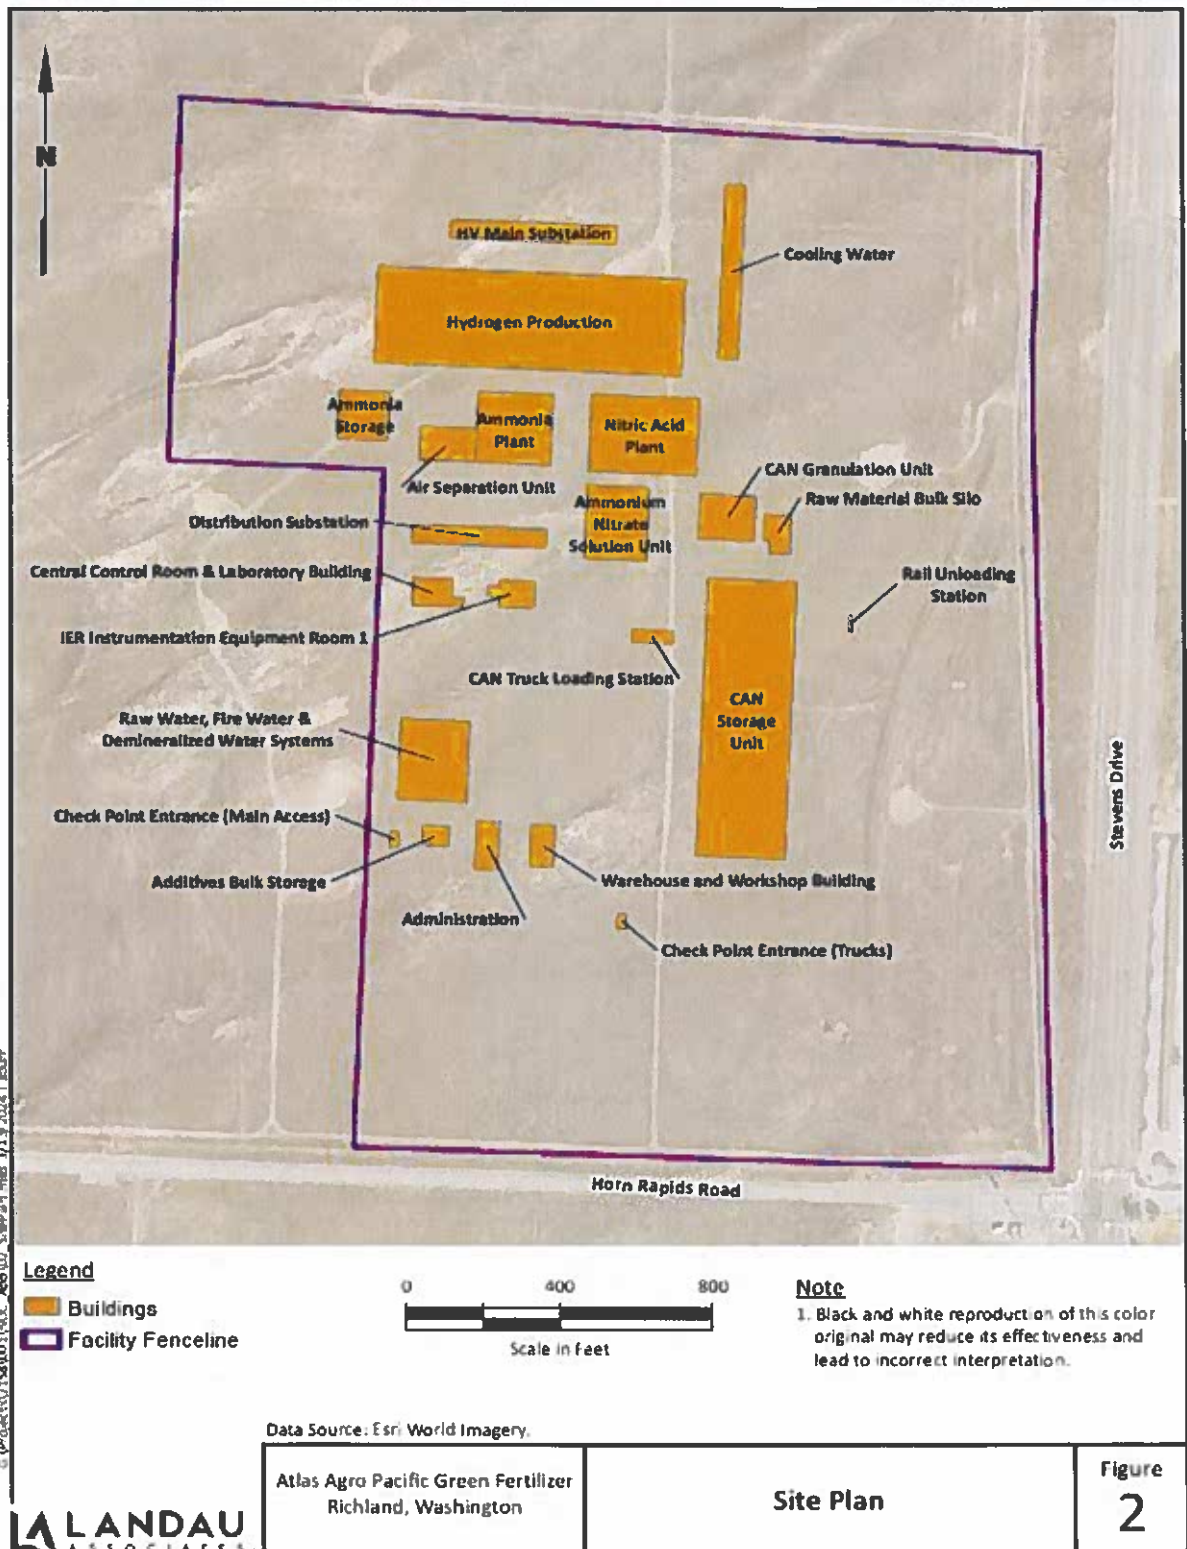 N
HV Main Substation
Cooling Water
Hydrogen Production
Ammonia
Storage
Ammonia
Plant
Nitric Acid
Plant
Air Separation Unit
CAN Granulation Unit
Raw Material Bulk Silo
Distribution Substation
Ammonium
Nitrate
Solution Unit
Central Control Room & Laboratory Building
Rail Unloading
Station
IER Instrumentation Equipment Room 1
CAN Truck Loading Station
CAN
Storage
Unit
Raw Water, Fire Water &
Demineralized Water Systems
Stevens Drive
Check Point Entrance (Main Access)
Additives Bulk Storage
Warehouse and Workshop Building
Administration
Check Point Entrance (Trucks)
Horn Rapids Road
Legend
Buildings
Facility Fenceline
0 400 800
Scale in Feet
Note
1. Black and white reproduction of this color
original may reduce its effectiveness and
lead to incorrect interpretation.
Data Source: Esri World Imagery.
Atlas Agro Pacific Green Fertilizer
Richland, Washington
Site Plan
Figure
2
LANDAU
ASSOCIATES